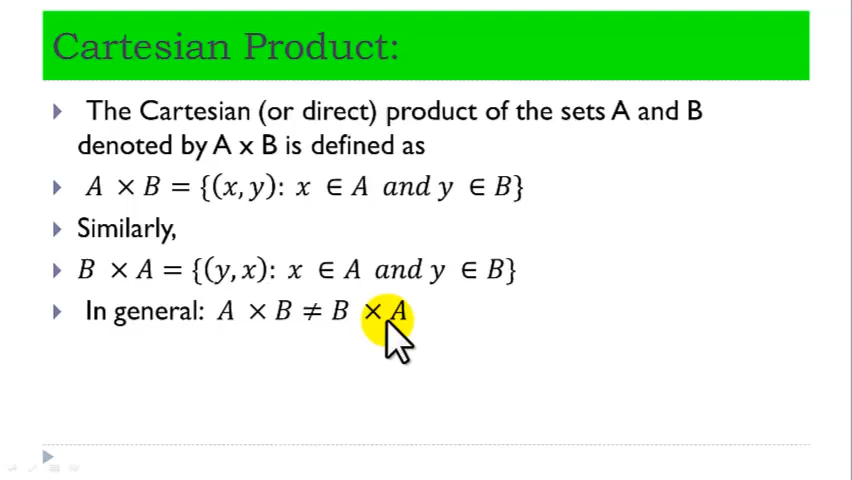 Cartesian Product:
The Cartesian (or direct) product of the sets A and B
denoted by A x B is defined as
A × B = {(x, y): x ∈ A and y ∈ B}
Similarly,
B × A = {(y, x): x ∈ A and y ∈ B}
In general: A × B ≠ B × A